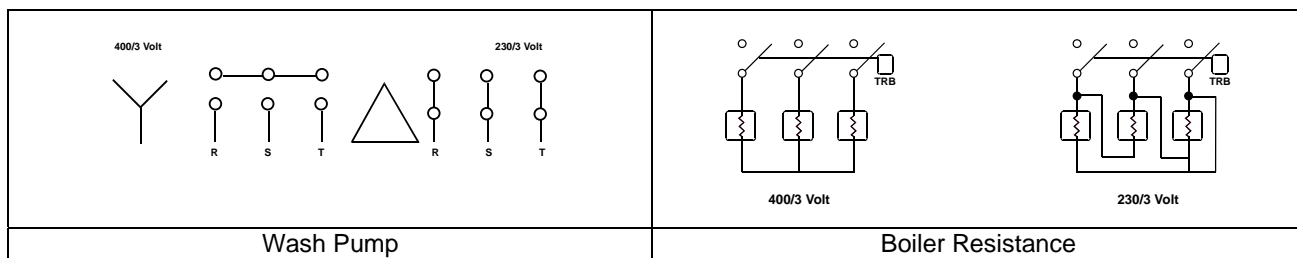 400/3 Volt
230/3 Volt
R S T
R S T
Wash Pump
TRB
TRB
400/3 Volt
230/3 Volt
Boiler Resistance